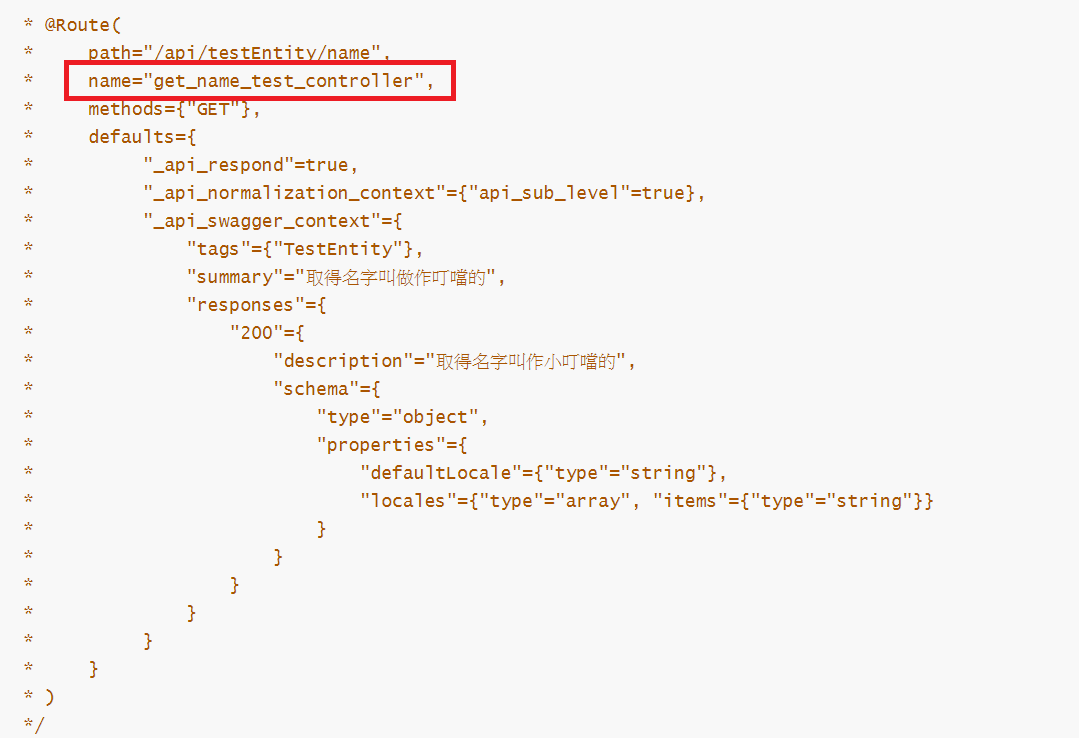 * @Route(
*     path="/api/testEntity/name",
*     name="get_name_test_controller",
*     methods={"GET"},
*     defaults={
*          "_api_respond"=true,
*          "_api_normalization_context"={"api_sub_level"=true},
*          "_api_swagger_context"={
*              "tags"={"TestEntity"},
*              "summary"="取得名字叫做作叮噹的",
*              "responses"={
*                  "200"={
*                      "description"="取得名字叫作小叮噹的",
*                      "schema"={
*                          "type"="object",
*                          "properties"={
*                              "defaultLocale"={"type"="string"},
*                              "locales"={"type"="array", "items"={"type"="string"}}
*                          }
*                      }
*                  }
*              }
*          }
*     }
* )
*/